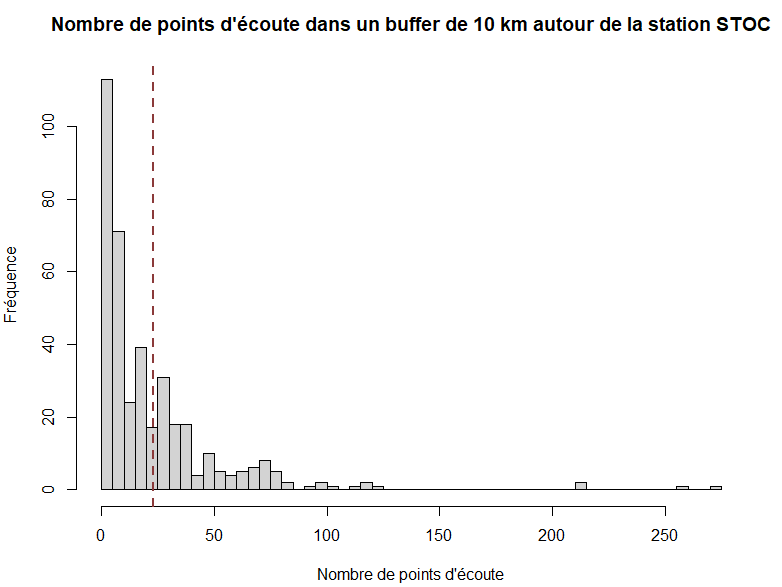 Nombre de points d'écoute dans un buffer de 10 km autour de la station STOC
Fréquence
100
80
60
40
20
0
0 50 100 150 200 250
Nombre de points d'écoute